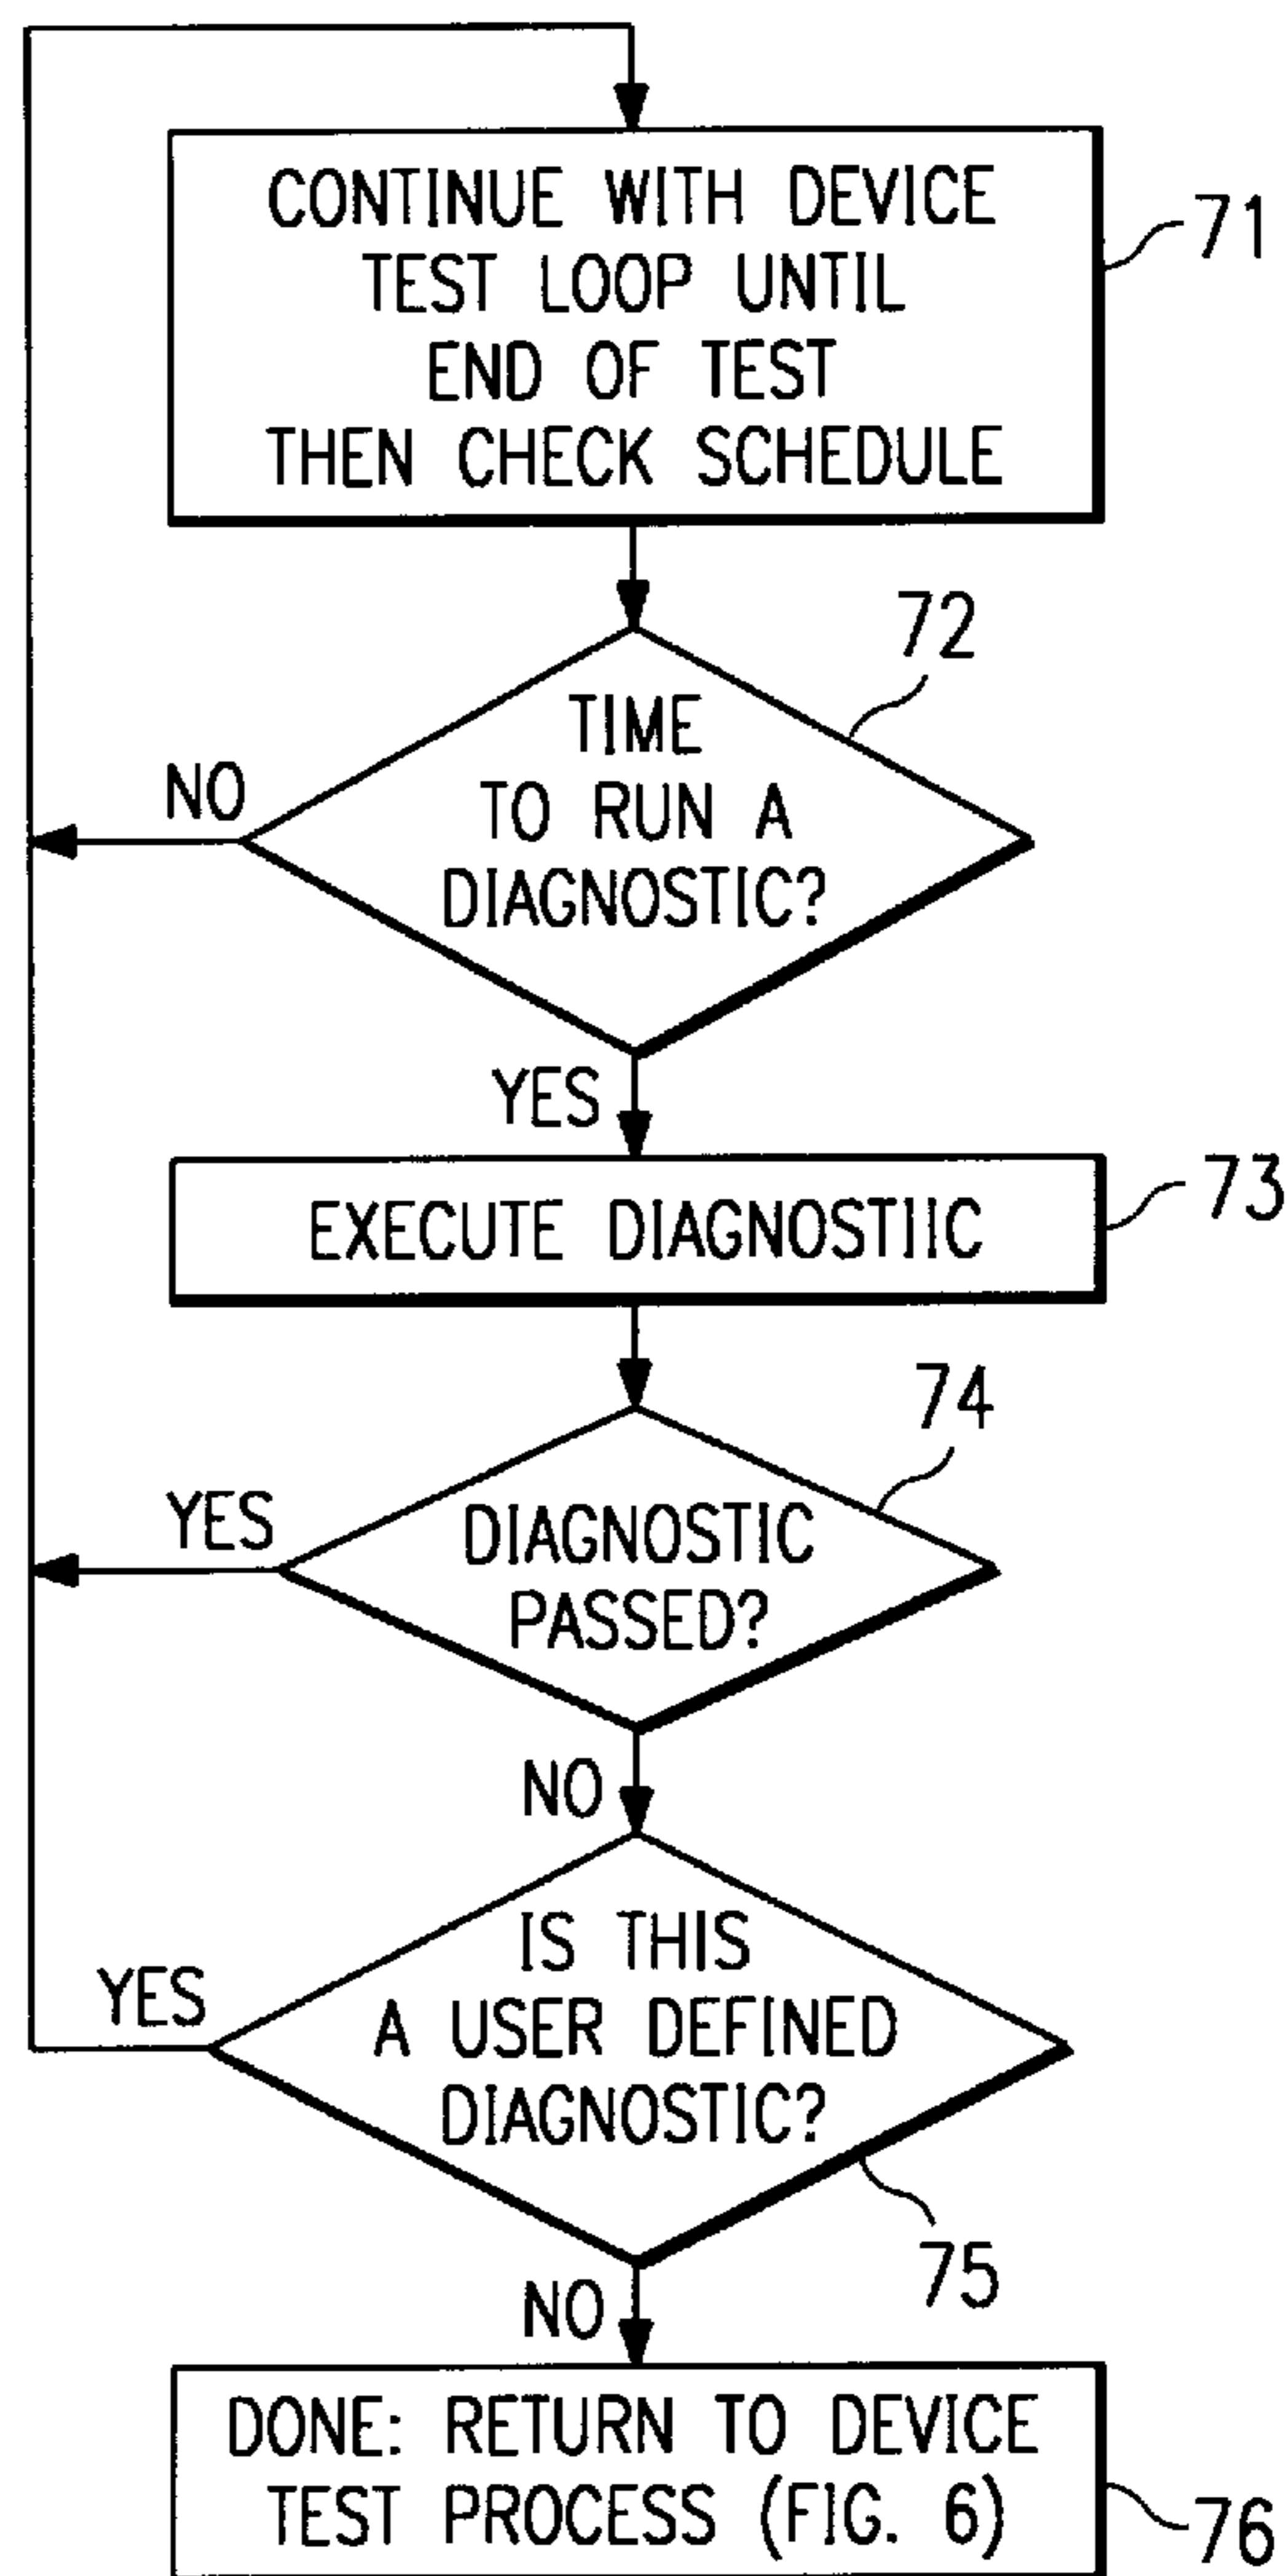 CONTINUE WITH DEVICE
TEST LOOP UNTIL
END OF TEST
THEN CHECK SCHEDULE
71
72
TIME
TO RUN A
DIAGNOSTIC?
NO
YES
EXECUTE DIAGNOSTIIC
73
74
DIAGNOSTIC
PASSED?
YES
NO
IS THIS
A USER DEFINED
DIAGNOSTIC?
YES
75
NO
DONE: RETURN TO DEVICE
TEST PROCESS (FIG. 6)
76